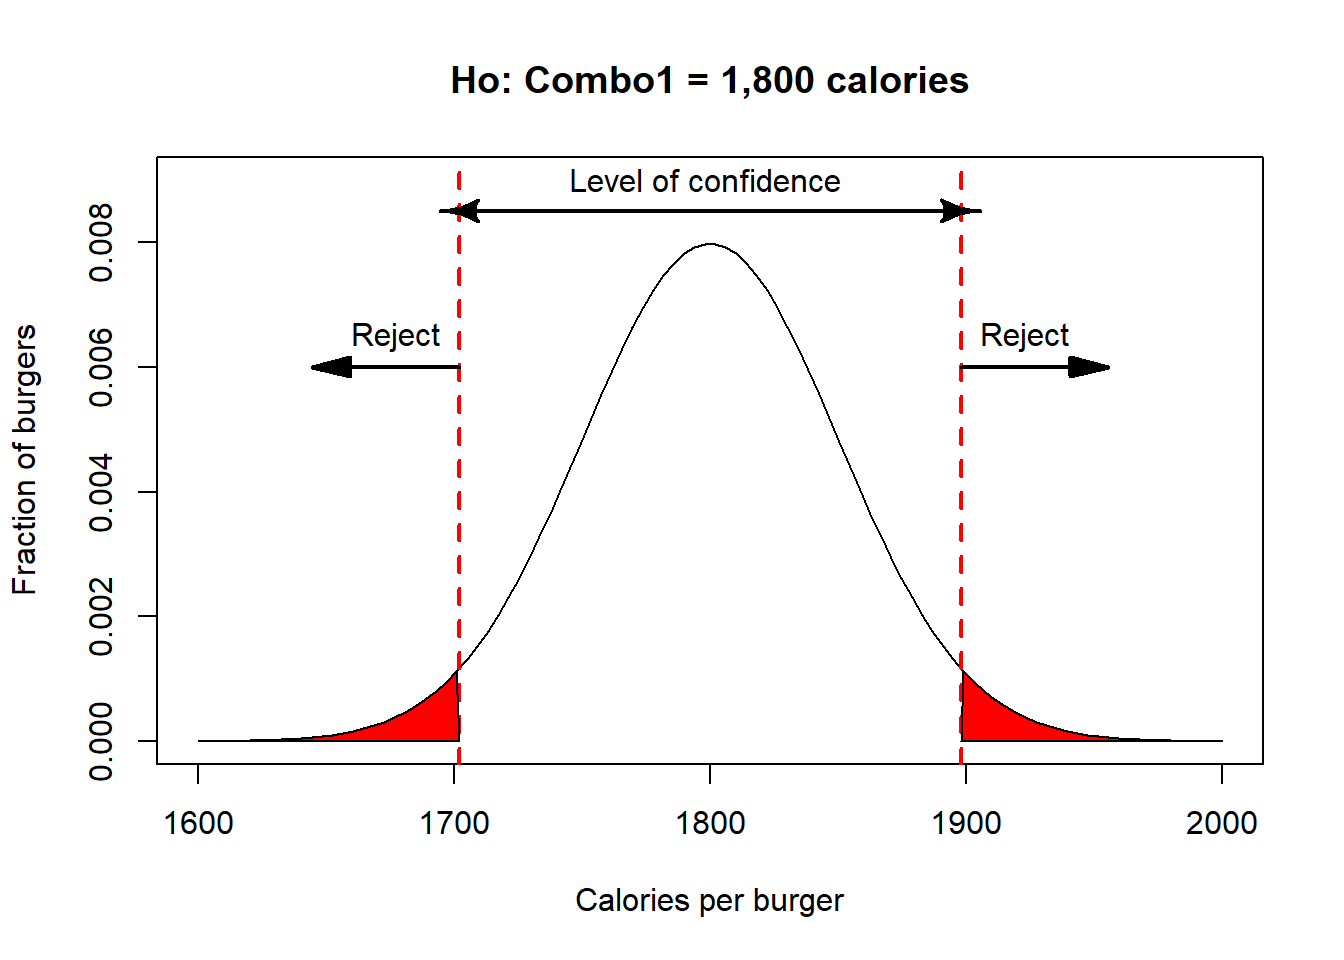 Ho: Combo1 = 1,800 calories
Level of confidence
Reject
Reject
Fraction of burgers
0.008
0.006
0.004
0.002
0.000
1600 1700 1800 1900 2000
Calories per burger